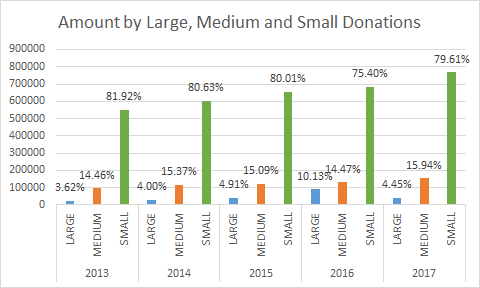 Amount by Large, Medium and Small Donations
900000
800000
700000
600000
500000
400000
300000
200000
100000
0
3.62%
14.46%
81.92%
4.00%
15.37%
80.63%
4.91%
15.09%
80.01%
10.13%
14.47%
75.40%
4.45%
15.94%
79.61%
LARGE
MEDIUM
SMALL
LARGE
MEDIUM
SMALL
LARGE
MEDIUM
SMALL
LARGE
MEDIUM
SMALL
LARGE
MEDIUM
SMALL
2013
2014
2015
2016
2017